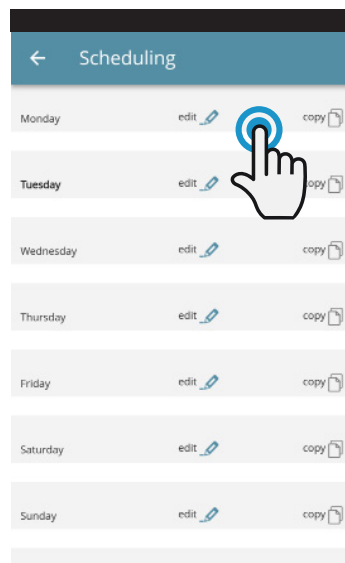 Scheduling
Monday edit copy
Tuesday edit copy
Wednesday edit copy
Thursday edit copy
Friday edit copy
Saturday edit copy
Sunday edit copy